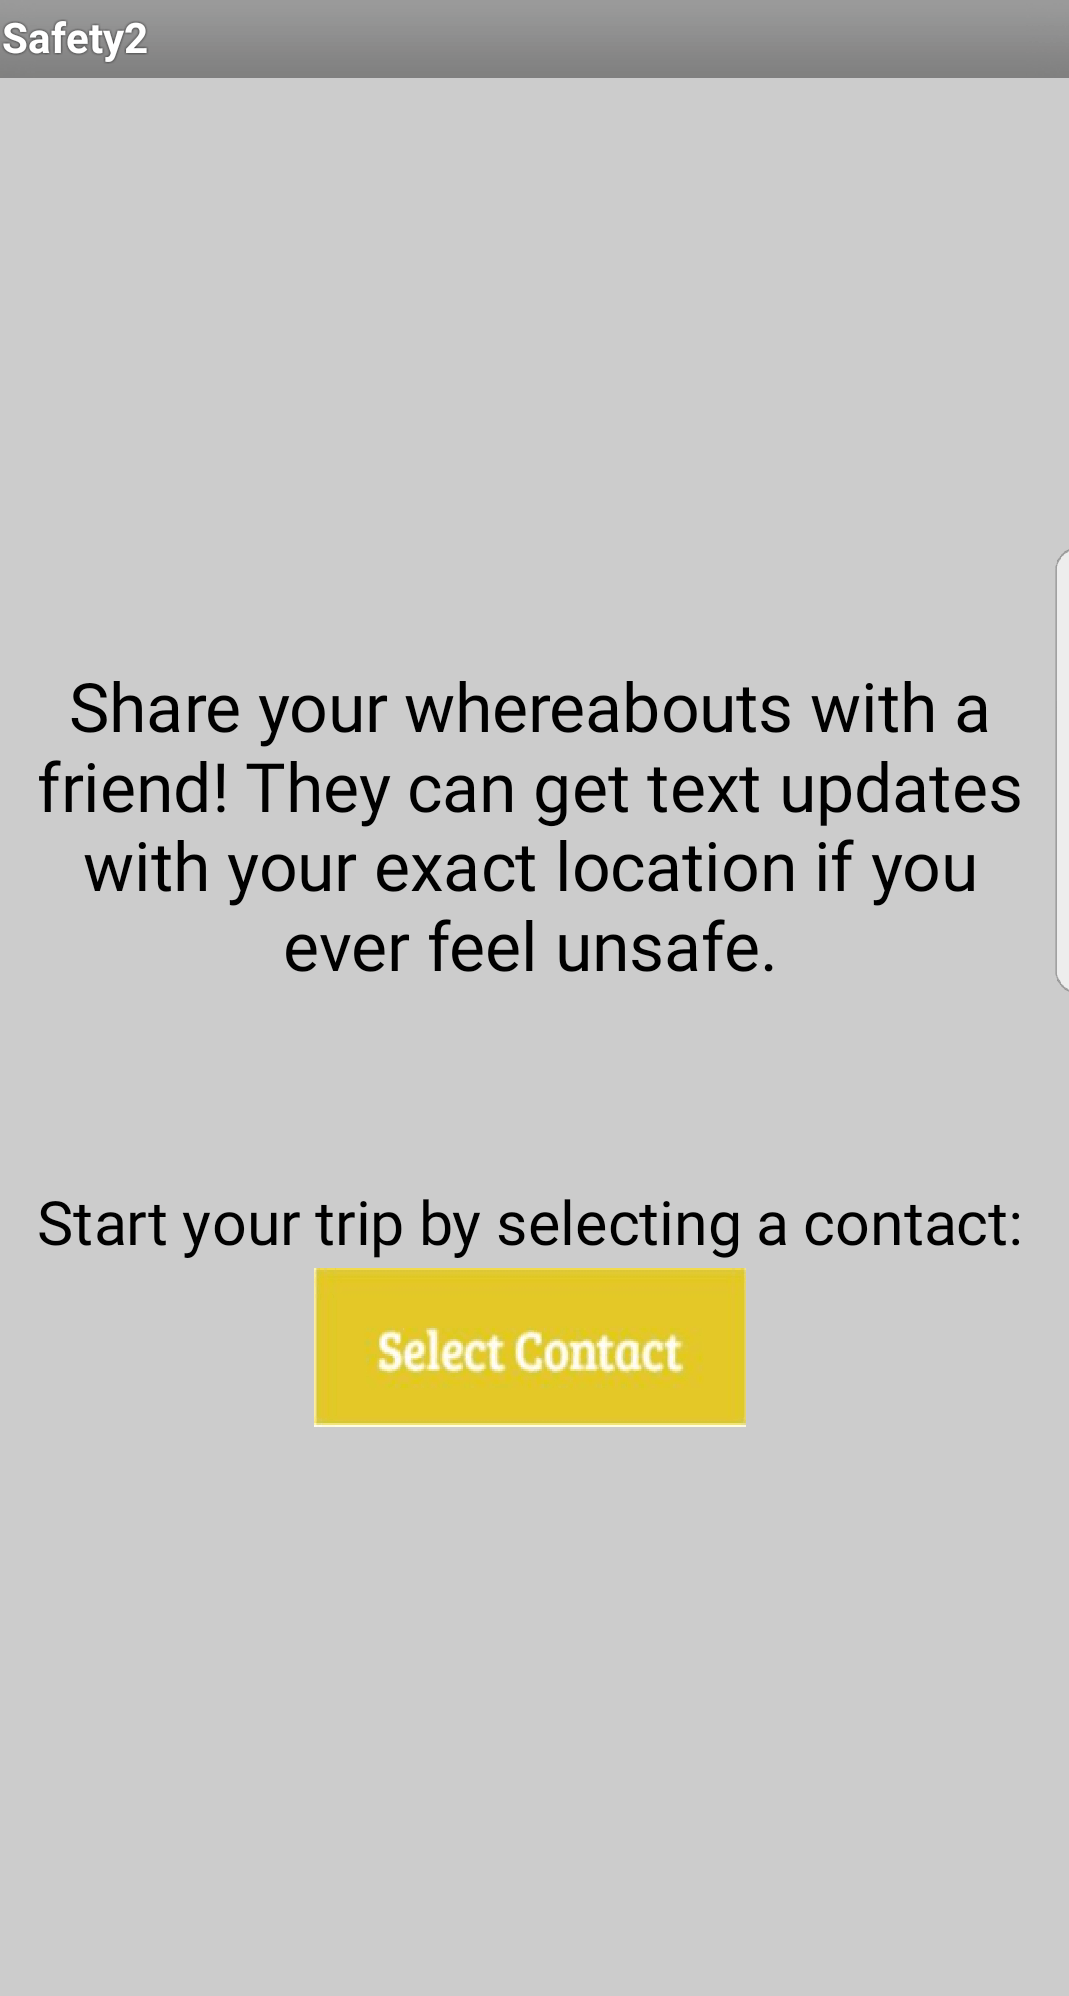 Safety2
Share your whereabouts with a
friend! They can get text updates
with your exact location if you
ever feel unsafe.
Start your trip by selecting a contact:
Select Contact